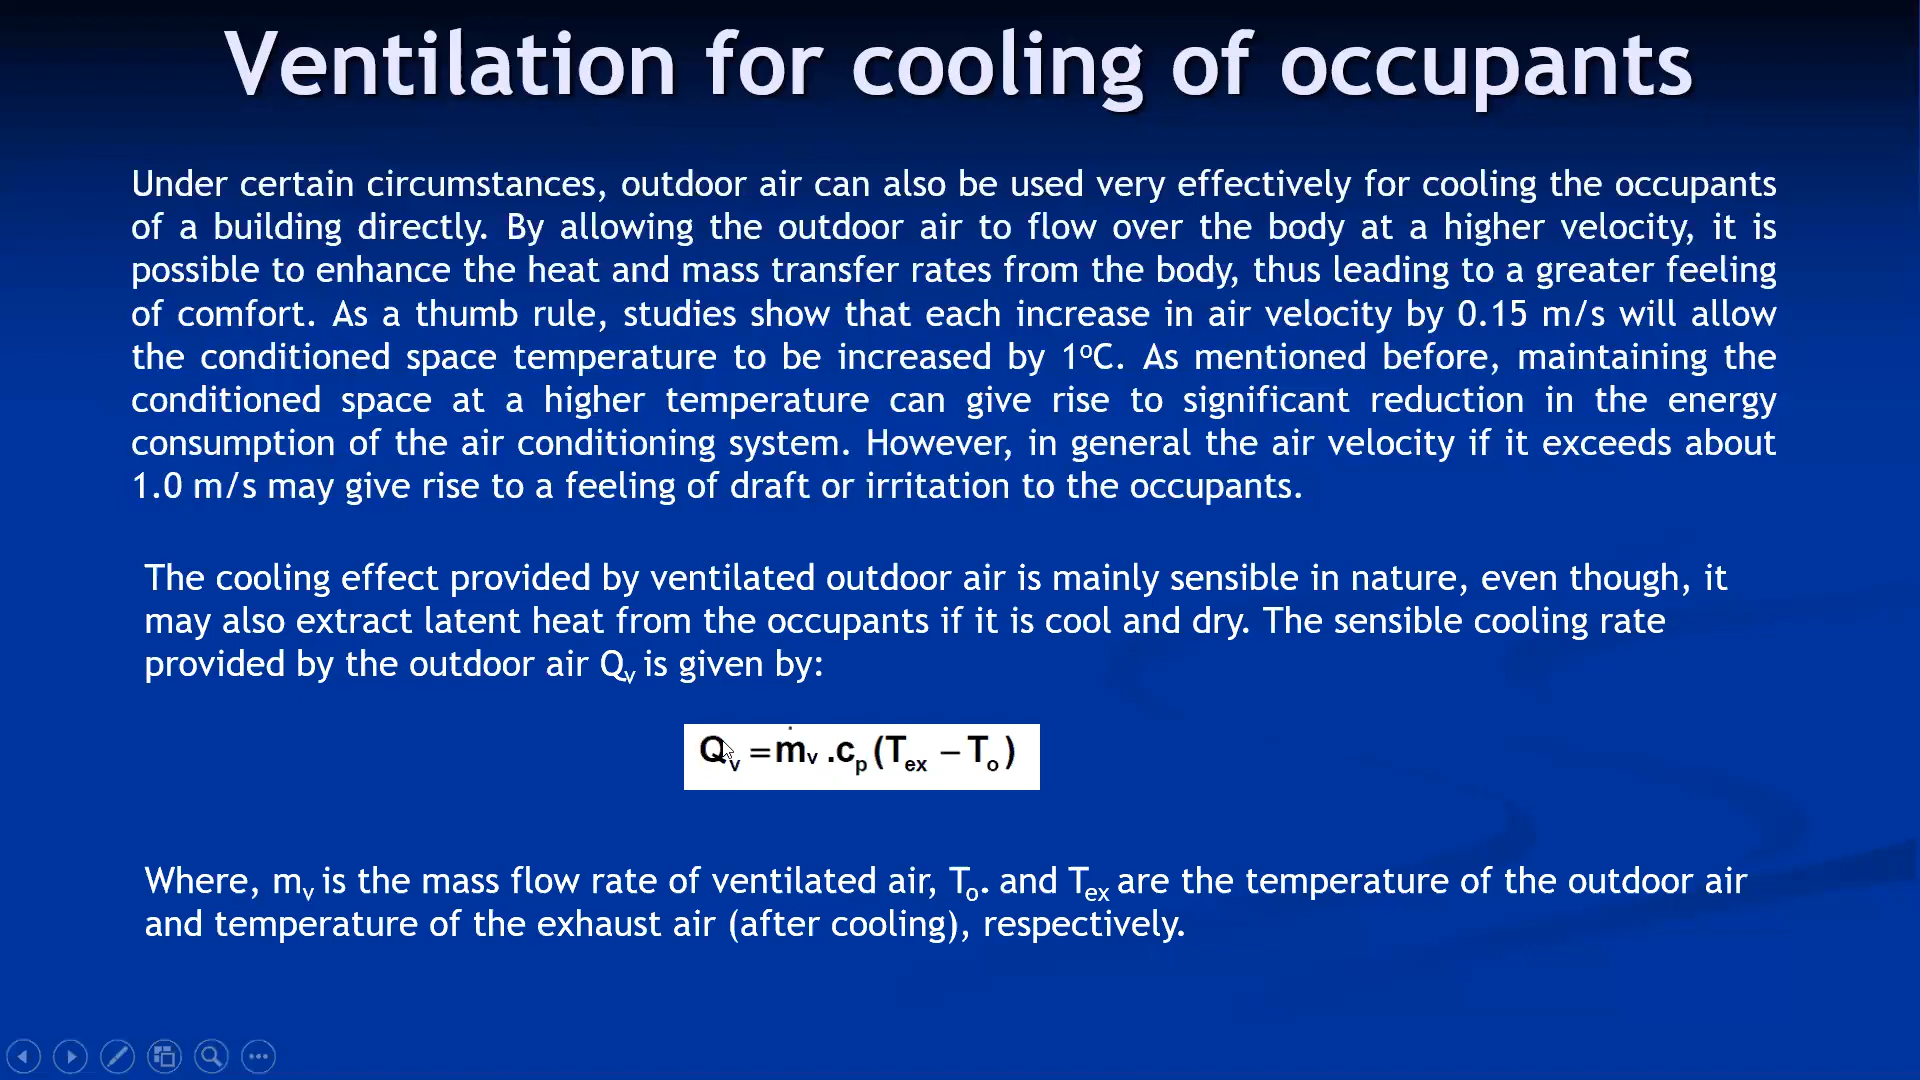 Ventilation for cooling of occupants
Under certain circumstances, outdoor air can also be used very effectively for cooling the occupants
of a building directly. By allowing the outdoor air to flow over the body at a higher velocity, it is
possible to enhance the heat and mass transfer rates from the body, thus leading to a greater feeling
of comfort. As a thumb rule, studies show that each increase in air velocity by 0.15 m/s will allow
the conditioned space temperature to be increased by 1ºC. As mentioned before, maintaining the
conditioned space at a higher temperature can give rise to significant reduction in the energy
consumption of the air conditioning system. However, in general the air velocity if it exceeds about
1.0 m/s may give rise to a feeling of draft or irritation to the occupants.
The cooling effect provided by ventilated outdoor air is mainly sensible in nature, even though, it
may also extract latent heat from the occupants if it is cool and dry. The sensible cooling rate
provided by the outdoor air Qv is given by:
Qv = ṁv .cp (Tex – To)
Where, mv is the mass flow rate of ventilated air, To. and Tex are the temperature of the outdoor air
and temperature of the exhaust air (after cooling), respectively.